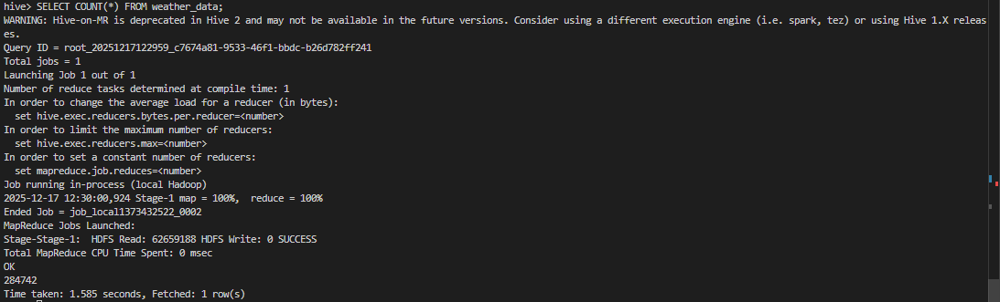 hive> SELECT COUNT(*) FROM weather_data;
WARNING: Hive-on-MR is deprecated in Hive 2 and may not be available in the future versions. Consider using a different execution engine (i.e. spark, tez) or using Hive 1.X releas
es.
Query ID = root_20251217122959_c7674a81-9533-46f1-bbdc-b26d782ff241
Total jobs = 1
Launching Job 1 out of 1
Number of reduce tasks determined at compile time: 1
In order to change the average load for a reducer (in bytes):
  set hive.exec.reducers.bytes.per.reducer=<number>
In order to limit the maximum number of reducers:
  set hive.exec.reducers.max=<number>
In order to set a constant number of reducers:
  set mapreduce.job.reduces=<number>
Job running in-process (local Hadoop)
2025-12-17 12:30:00,924 Stage-1 map = 100%,  reduce = 100%
Ended Job = job_local1373432522_0002
MapReduce Jobs Launched:
Stage-Stage-1:  HDFS Read: 62659188 HDFS Write: 0 SUCCESS
Total MapReduce CPU Time Spent: 0 msec
OK
284742
Time taken: 1.585 seconds, Fetched: 1 row(s)